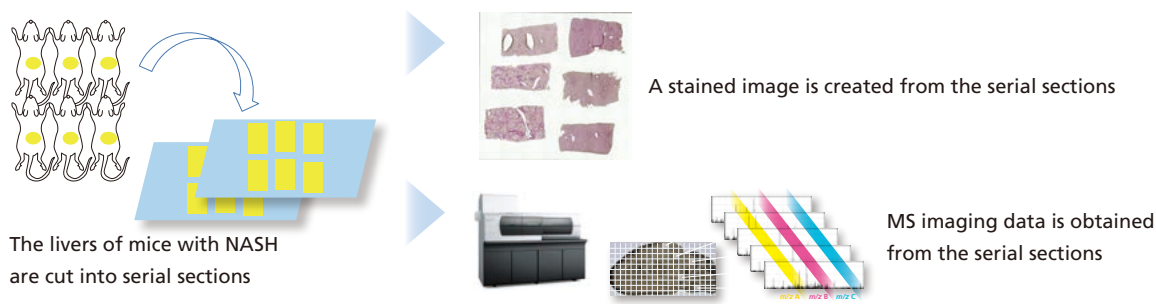 The livers of mice with NASH
are cut into serial sections
A stained image is created from the serial sections
m/z A
m/z B
m/z C
MS imaging data is obtained
from the serial sections